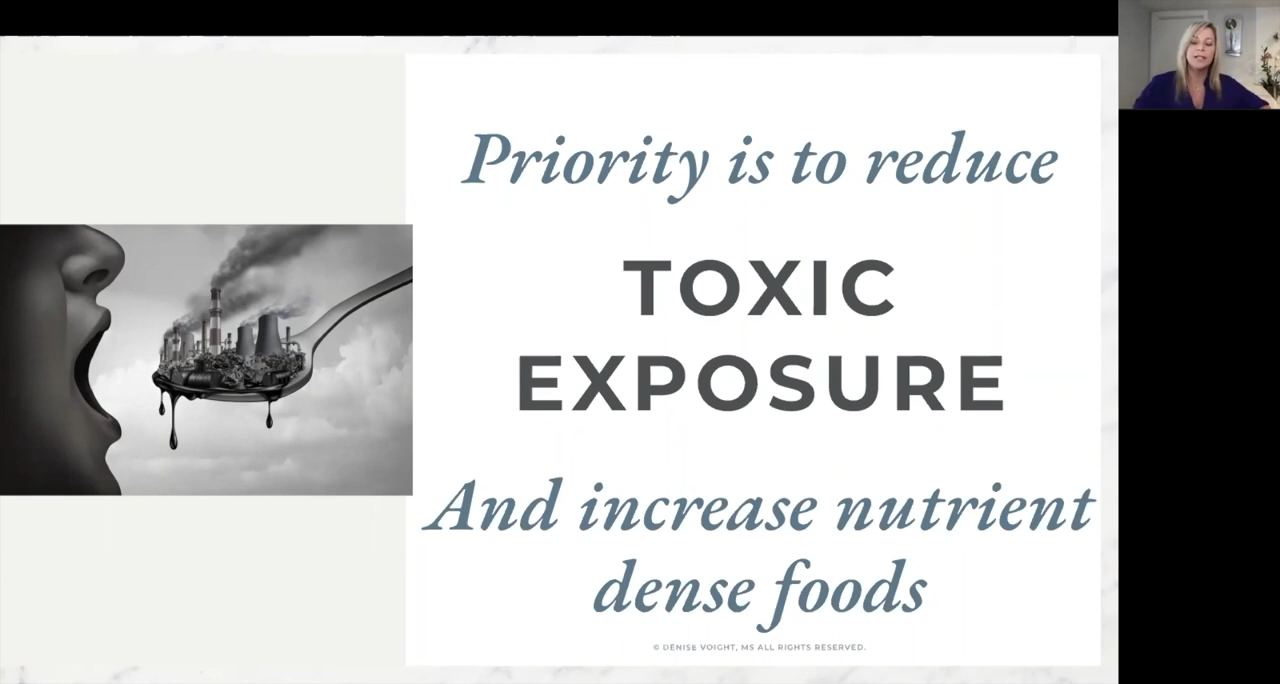 Priority is to reduce
TOXIC
EXPOSURE
And increase nutrient
dense foods
© DENISE VOIGHT, MS ALL RIGHTS RESERVED.